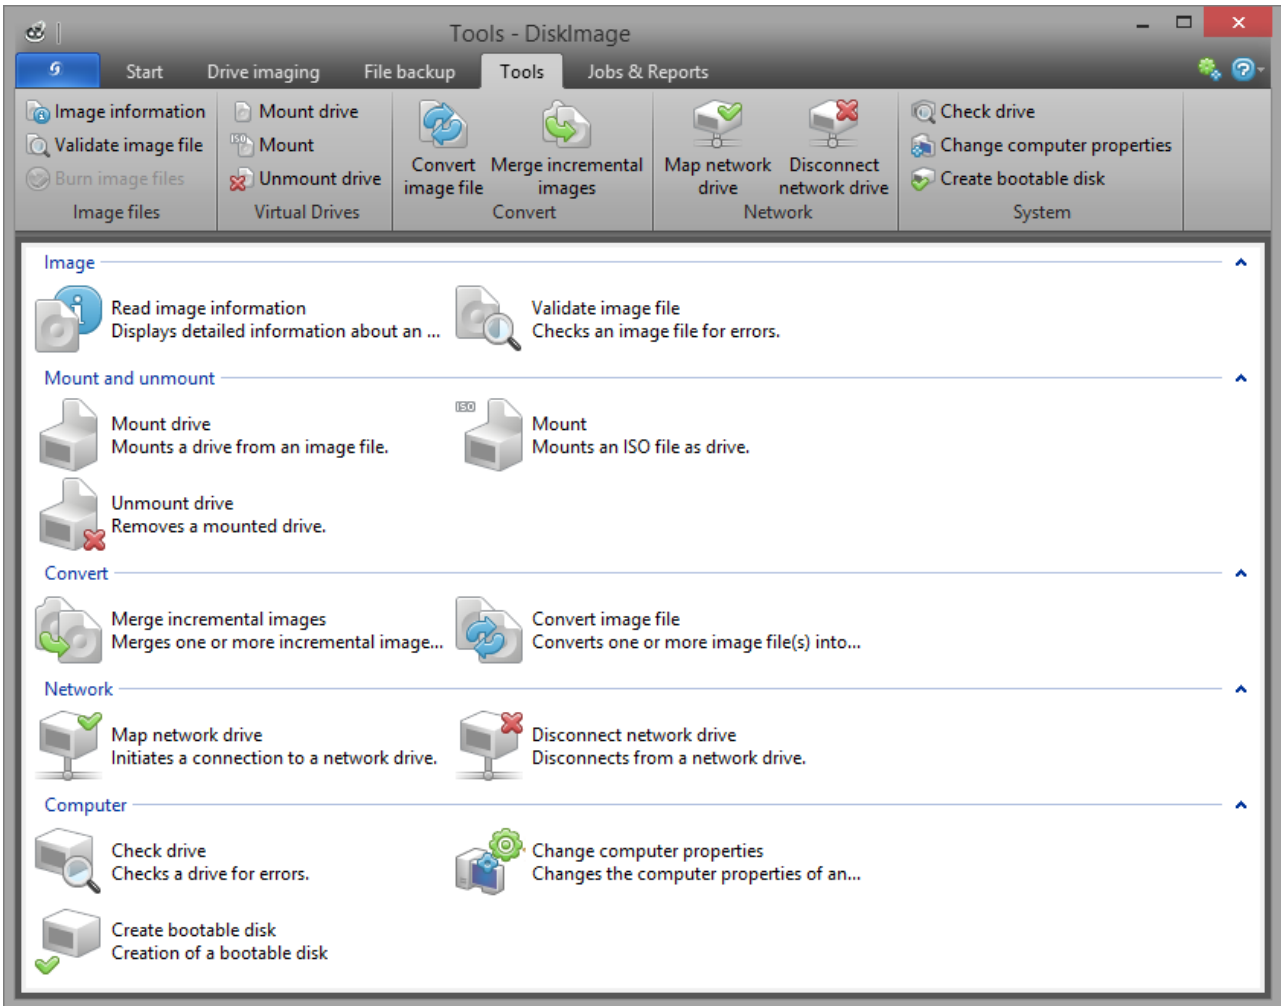 Tools - DiskImage
Start Drive imaging File backup Tools Jobs & Reports
Image information
Validate image file
Burn image files
Image files
Mount drive
ISO Mount
Unmount drive
Virtual Drives
Convert
image file
Merge incremental
images
Convert
Map network
drive
Disconnect
network drive
Network
Check drive
Change computer properties
Create bootable disk
System
Image
Read image information
Displays detailed information about an ...
Validate image file
Checks an image file for errors.
Mount and unmount
Mount drive
Mounts a drive from an image file.
ISO
Mount
Mounts an ISO file as drive.
Unmount drive
Removes a mounted drive.
Convert
Merge incremental images
Merges one or more incremental image...
Convert image file
Converts one or more image file(s) into...
Network
Map network drive
Initiates a connection to a network drive.
Disconnect network drive
Disconnects from a network drive.
Computer
Check drive
Checks a drive for errors.
Change computer properties
Changes the computer properties of an...
Create bootable disk
Creation of a bootable disk